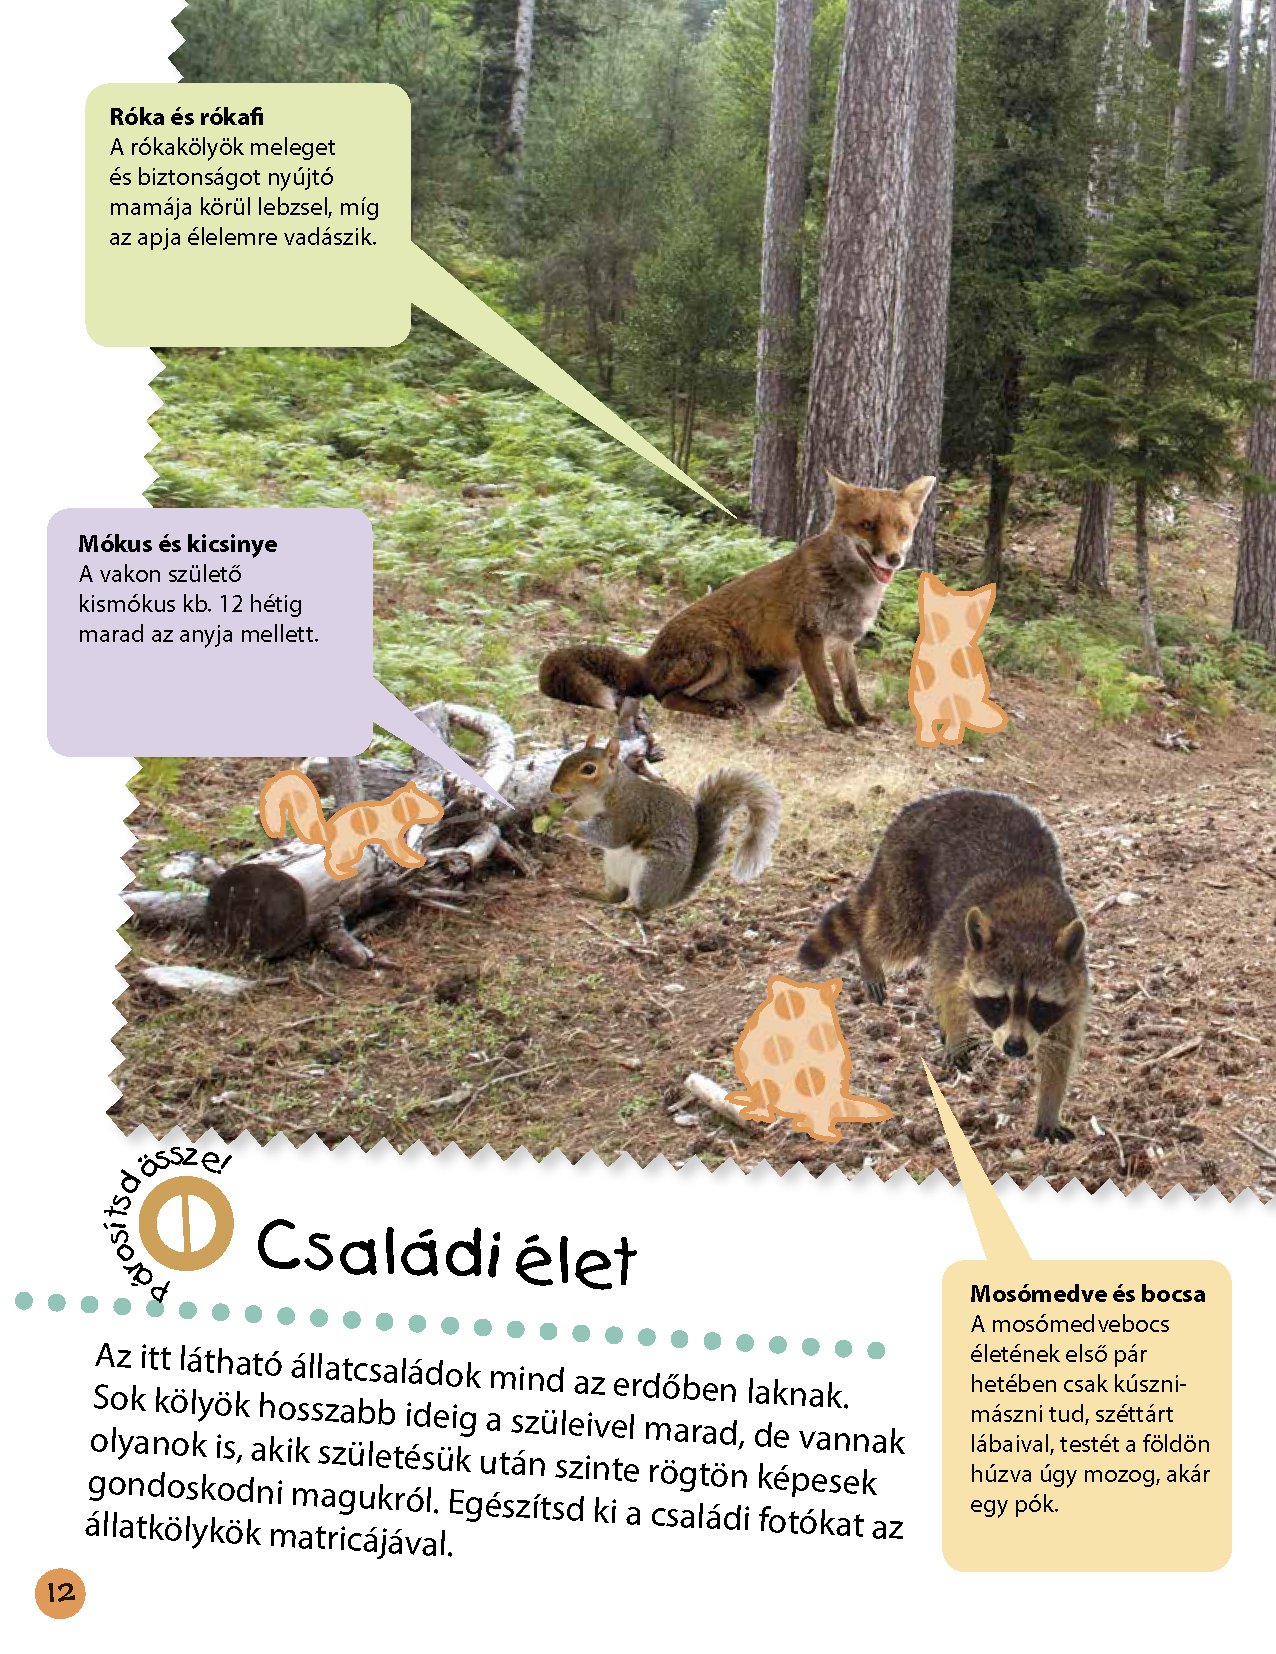 Róka és rókafi
A rókakölyök meleget
és biztonságot nyújtó
mamája körül lebzsel, míg
az apja élelemre vadászik.
Mókus és kicsinye
A vakon születő
kismókus kb. 12 hétig
marad az anyja mellett.
párosítsd össze!
Családi élet
Az itt látható állatcsaládok mind az erdőben laknak.
Sok kölyök hosszabb ideig a szüleivel marad, de vannak
olyanok is, akik születésük után szinte rögtön képesek
gondoskodni magukról. Egészítsd ki a családi fotókat az
állatkölykök matricájával.
Mosómedve és bocsa
A mosómedvebocs
életének első pár
hetében csak kúszni-
mászni tud, széttárt
lábaival, testét a földön
húzva úgy mozog, akár
egy pók.
12